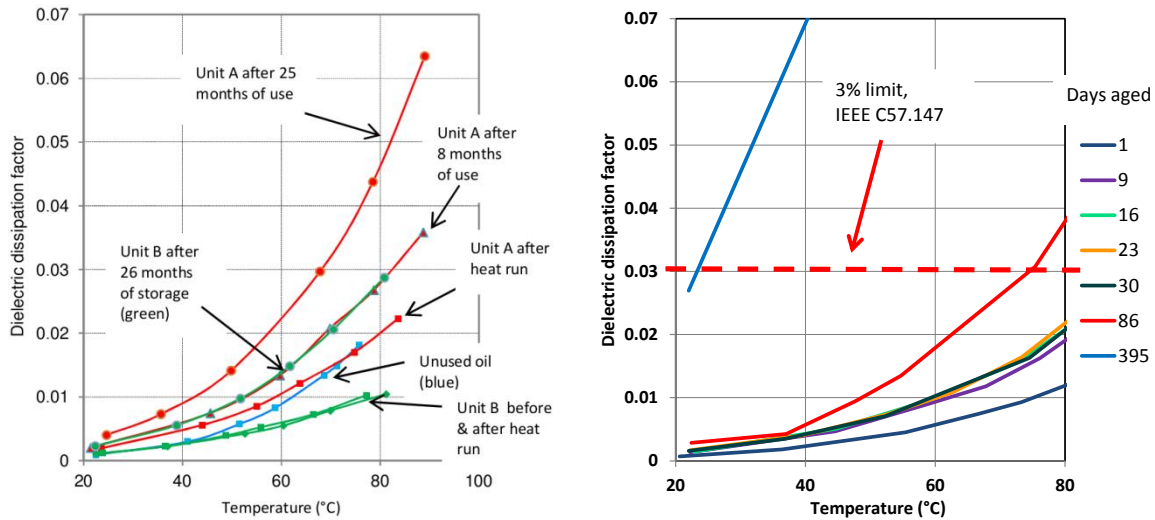 0.07
0.06
0.05
0.04
0.03
0.02
0.01
0
Dielectric dissipation factor
20
40
60
80
100
Temperature (°C)
Unit A after 25
months of use
Unit A after
8 months
of use
Unit B after
26 months
of storage
(green)
Unit A after
heat run
Unused oil
(blue)
Unit B before
& after heat
run
0.07
0.06
0.05
0.04
0.03
0.02
0.01
0
Dielectric dissipation factor
20
40
60
80
Temperature (°C)
3% limit,
IEEE C57.147
Days aged
1
9
16
23
30
86
395